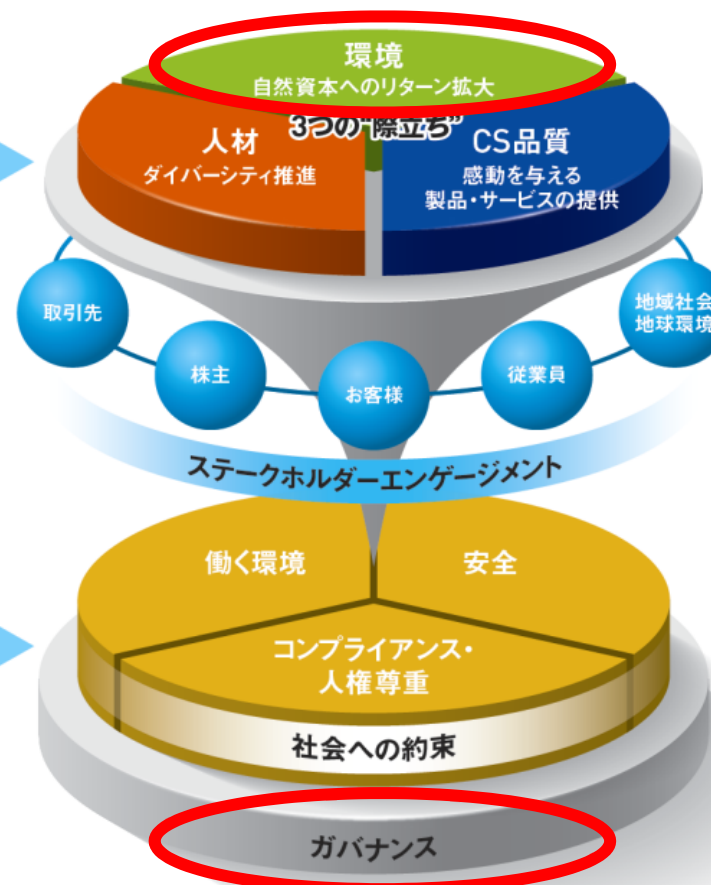 環境
自然資本へのリターン拡大
3つの"際立ち"
人材
ダイバーシティ推進
CS品質
感動を与える
製品・サービスの提供
取引先
株主
お客様
従業員
地域社会
地球環境
ステークホルダーエンゲージメント
働く環境
安全
コンプライアンス・
人権尊重
社会への約束
ガバナンス